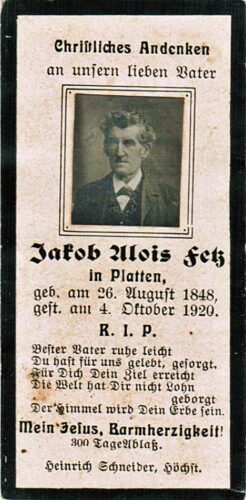 Christliches Andenken
an unsern lieben Vater
Jakob Alois Fetz
in Platten,
geb. am 26. August 1848,
gest. am 4. Oktober 1920.
R. I. P.
Bester Vater ruhe leicht
Du hast für uns gelebt, gesorgt.
Für Dich Dein Ziel erreicht
Die Welt hat Dir nicht Lohn
geborgt
Der Himmel wird Dein Erbe sein.
Mein Jesus, Barmherzigkeit!
300 Tage Ablaß.
Heinrich Schneider, Höchst.